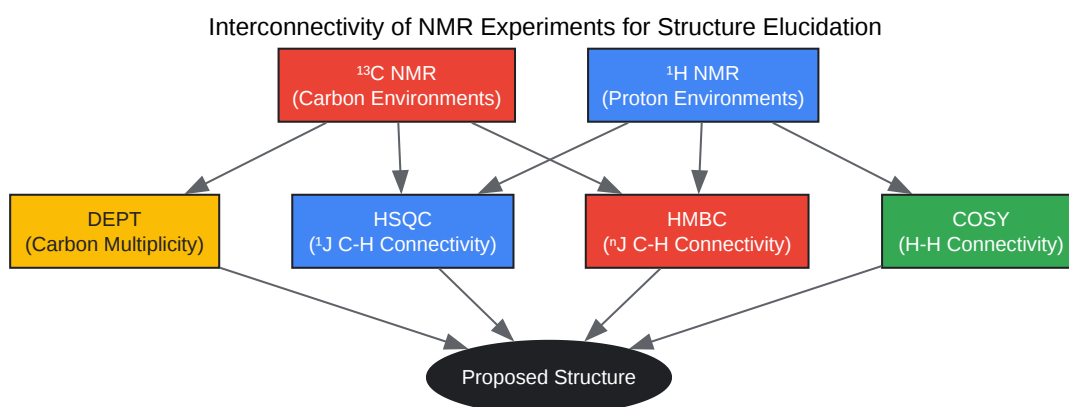 Interconnectivity of NMR Experiments for Structure Elucidation
¹³C NMR
(Carbon Environments)
¹H NMR
(Proton Environments)
DEPT
(Carbon Multiplicity)
HSQC
(¹J C-H Connectivity)
HMBC
(ⁿJ C-H Connectivity)
COSY
(H-H Connectivity)
Proposed Structure